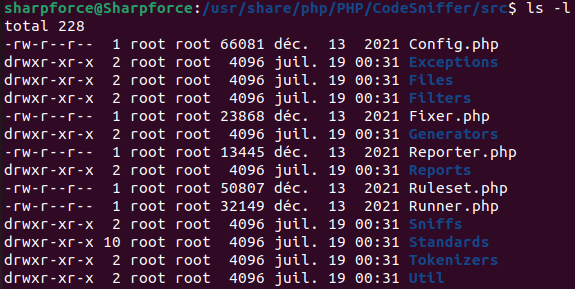 sharpforce@Sharpforce:/usr/share/php/PHP/CodeSniffer/src$ ls -l
total 228
-rw-r--r--  1 root root 66081 déc.  13  2021 Config.php
drwxr-xr-x  2 root root  4096 juil. 19 00:31 Exceptions
drwxr-xr-x  2 root root  4096 juil. 19 00:31 Files
drwxr-xr-x  2 root root  4096 juil. 19 00:31 Filters
-rw-r--r--  1 root root 23868 déc.  13  2021 Fixer.php
drwxr-xr-x  2 root root  4096 juil. 19 00:31 Generators
-rw-r--r--  1 root root 13445 déc.  13  2021 Reporter.php
drwxr-xr-x  2 root root  4096 juil. 19 00:31 Reports
-rw-r--r--  1 root root 50807 déc.  13  2021 Ruleset.php
-rw-r--r--  1 root root 32149 déc.  13  2021 Runner.php
drwxr-xr-x  2 root root  4096 juil. 19 00:31 Sniffs
drwxr-xr-x 10 root root  4096 juil. 19 00:31 Standards
drwxr-xr-x  2 root root  4096 juil. 19 00:31 Tokenizers
drwxr-xr-x  2 root root  4096 juil. 19 00:31 Util